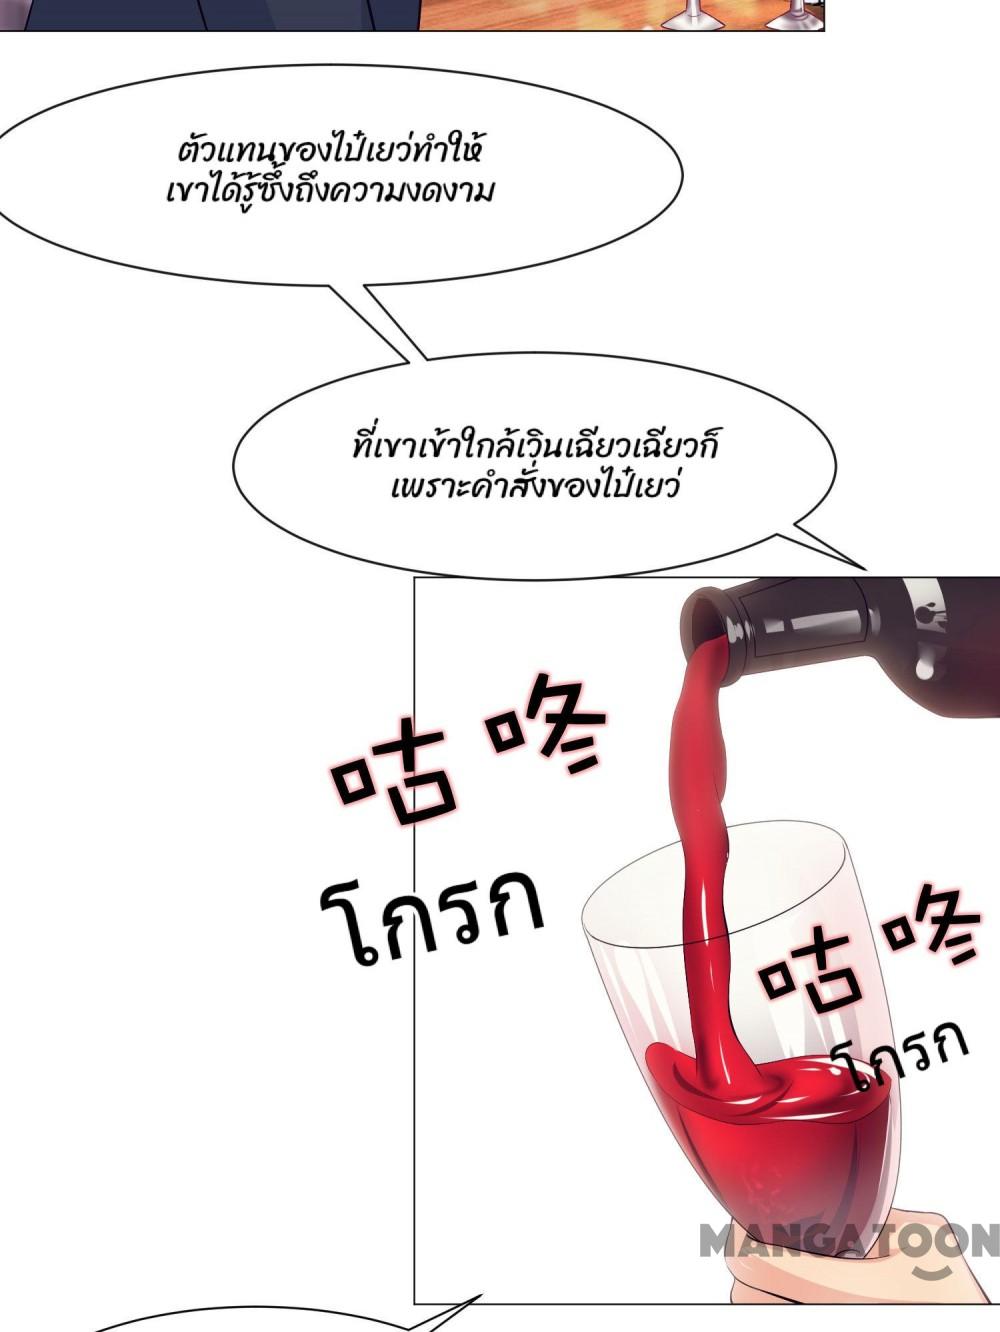 ตัวแทนของไป๋เยว่ทำให้
เขาได้รู้ซึ้งถึงความงดงาม
ที่เขาเข้าใกล้เวินเฉียวเฉียวก็
เพราะคำสั่งของไป๋เยว่
咕咚
โกรก
咕咚
โกรก
MANGATOON